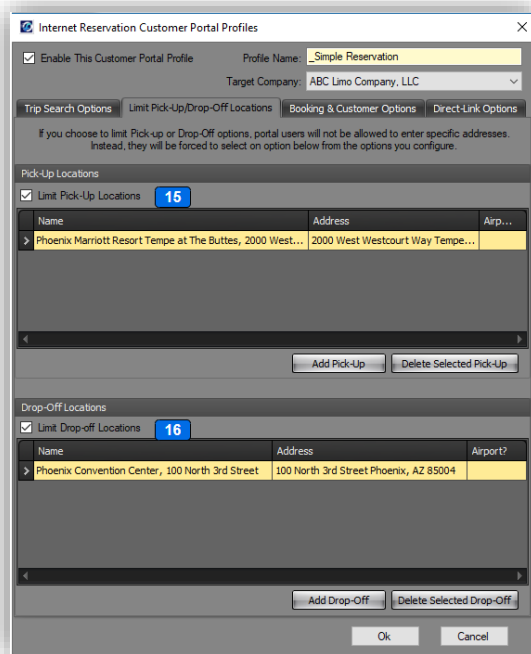 Internet Reservation Customer Portal Profiles
Enable This Customer Portal Profile Profile Name: _Simple Reservation
Target Company: ABC Limo Company, LLC
Trip Search Options Limit Pick-Up/Drop-Off Locations Booking & Customer Options Direct-Link Options
If you choose to limit Pick-up or Drop-Off options, portal users will not be allowed to enter specific addresses.
Instead, they will be forced to select on option below from the options you configure.
Pick-Up Locations
Limit Pick-Up Locations 15
Name Address Airp...
Phoenix Marriott Resort Tempe at The Buttes, 2000 West... 2000 West Westcourt Way Tempe...
Add Pick-Up Delete Selected Pick-Up
Drop-Off Locations
Limit Drop-off Locations 16
Name Address Airport?
Phoenix Convention Center, 100 North 3rd Street 100 North 3rd Street Phoenix, AZ 85004
Add Drop-Off Delete Selected Drop-Off
Ok Cancel